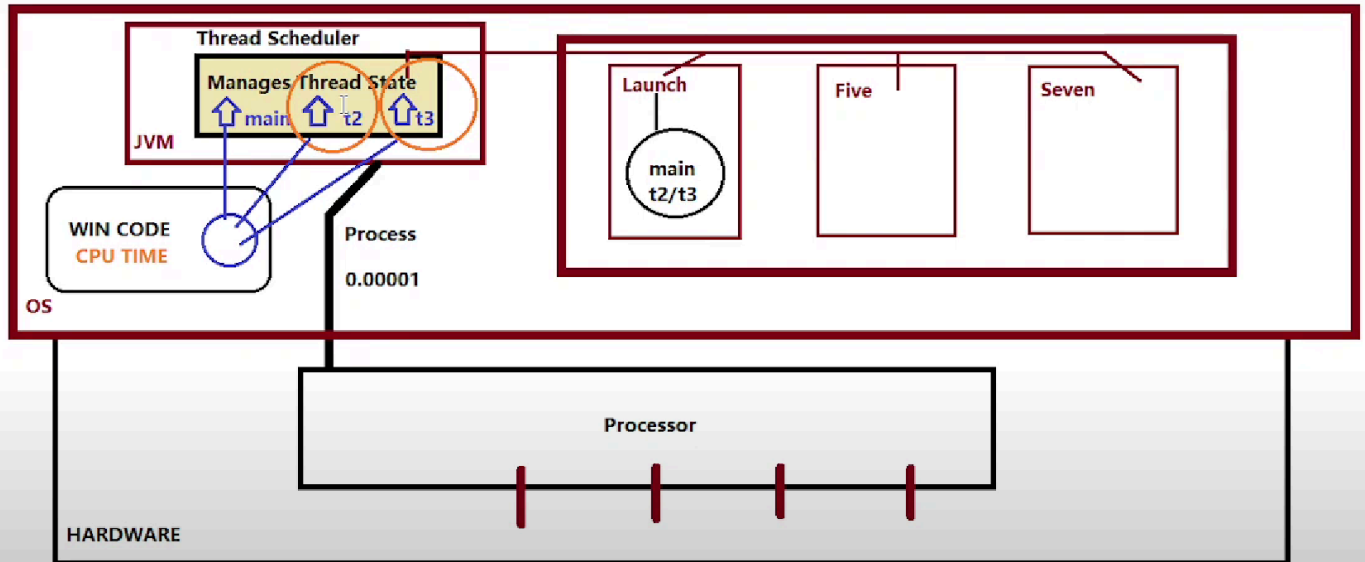 Thread Scheduler
Manages Thread State
main
t2
t3
JVM
WIN CODE
CPU TIME
OS
Process
0.00001
Launch
main
t2/t3
Five
Seven
Processor
HARDWARE